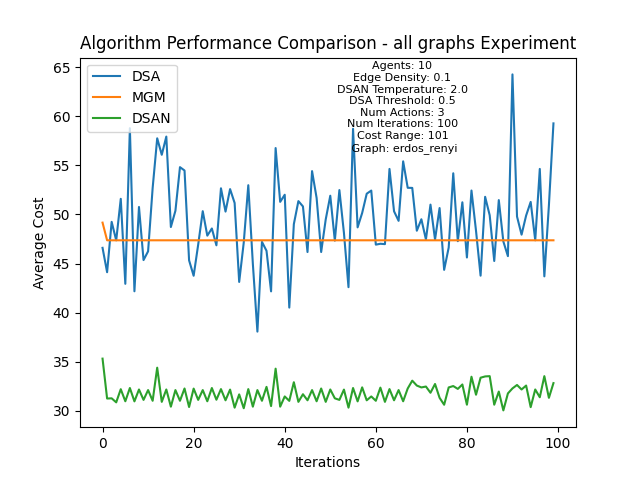 Algorithm Performance Comparison - all graphs Experiment
DSA
MGM
DSAN
Agents: 10
Edge Density: 0.1
DSAN Temperature: 2.0
DSA Threshold: 0.5
Num Actions: 3
Num Iterations: 100
Cost Range: 101
Graph: erdos_renyi
Average Cost
65
60
55
50
45
40
35
30
0 20 40 60 80 100
Iterations